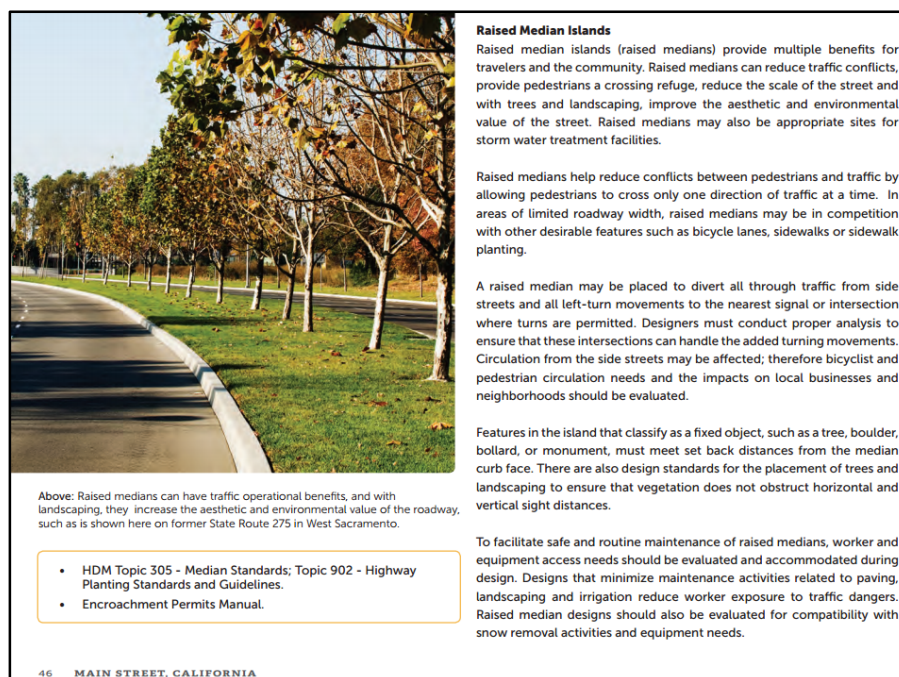 Raised Median Islands
Raised median islands (raised medians) provide multiple benefits for
travelers and the community. Raised medians can reduce traffic conflicts,
provide pedestrians a crossing refuge, reduce the scale of the street and
with trees and landscaping, improve the aesthetic and environmental
value of the street. Raised medians may also be appropriate sites for
storm water treatment facilities.
Raised medians help reduce conflicts between pedestrians and traffic by
allowing pedestrians to cross only one direction of traffic at a time. In
areas of limited roadway width, raised medians may be in competition
with other desirable features such as bicycle lanes, sidewalks or sidewalk
planting.
A raised median may be placed to divert all through traffic from side
streets and all left-turn movements to the nearest signal or intersection
where turns are permitted. Designers must conduct proper analysis to
ensure that these intersections can handle the added turning movements.
Circulation from the side streets may be affected; therefore bicyclist and
pedestrian circulation needs and the impacts on local businesses and
neighborhoods should be evaluated.
Features in the island that classify as a fixed object, such as a tree, boulder,
bollard, or monument, must meet set back distances from the median
curb face. There are also design standards for the placement of trees and
landscaping to ensure that vegetation does not obstruct horizontal and
vertical sight distances.
To facilitate safe and routine maintenance of raised medians, worker and
equipment access needs should be evaluated and accommodated during
design. Designs that minimize maintenance activities related to paving,
landscaping and irrigation reduce worker exposure to traffic dangers.
Raised median designs should also be evaluated for compatibility with
snow removal activities and equipment needs.
Above: Raised medians can have traffic operational benefits, and with
landscaping, they increase the aesthetic and environmental value of the roadway,
such as is shown here on former State Route 275 in West Sacramento.
• HDM Topic 305 - Median Standards; Topic 902 - Highway
Planting Standards and Guidelines.
• Encroachment Permits Manual.
46 MAIN STREET, CALIFORNIA